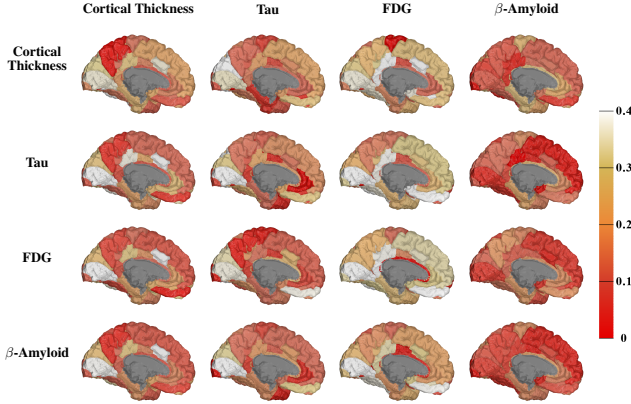 Cortical Thickness Tau FDG β-Amyloid
Cortical
Thickness
0.4
0.3
Tau
0.2
FDG
0.1
0
β-Amyloid